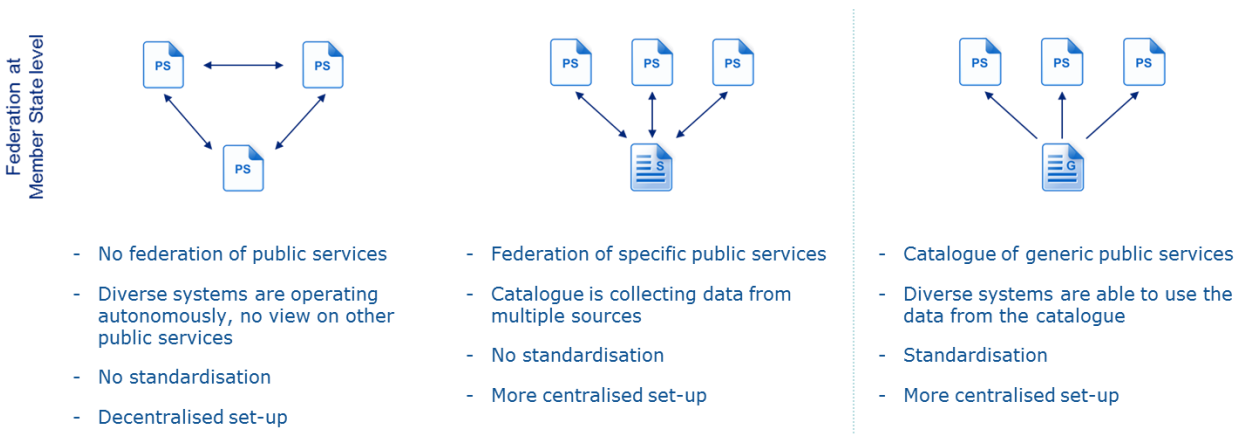 Federation at
Member State level
PS
PS
PS
- No federation of public services
- Diverse systems are operating
autonomously, no view on other
public services
- No standardisation
- Decentralised set-up
PS
PS
PS
S
- Federation of specific public services
- Catalogue is collecting data from
multiple sources
- No standardisation
- More centralised set-up
PS
PS
PS
G
- Catalogue of generic public services
- Diverse systems are able to use the
data from the catalogue
- Standardisation
- More centralised set-up